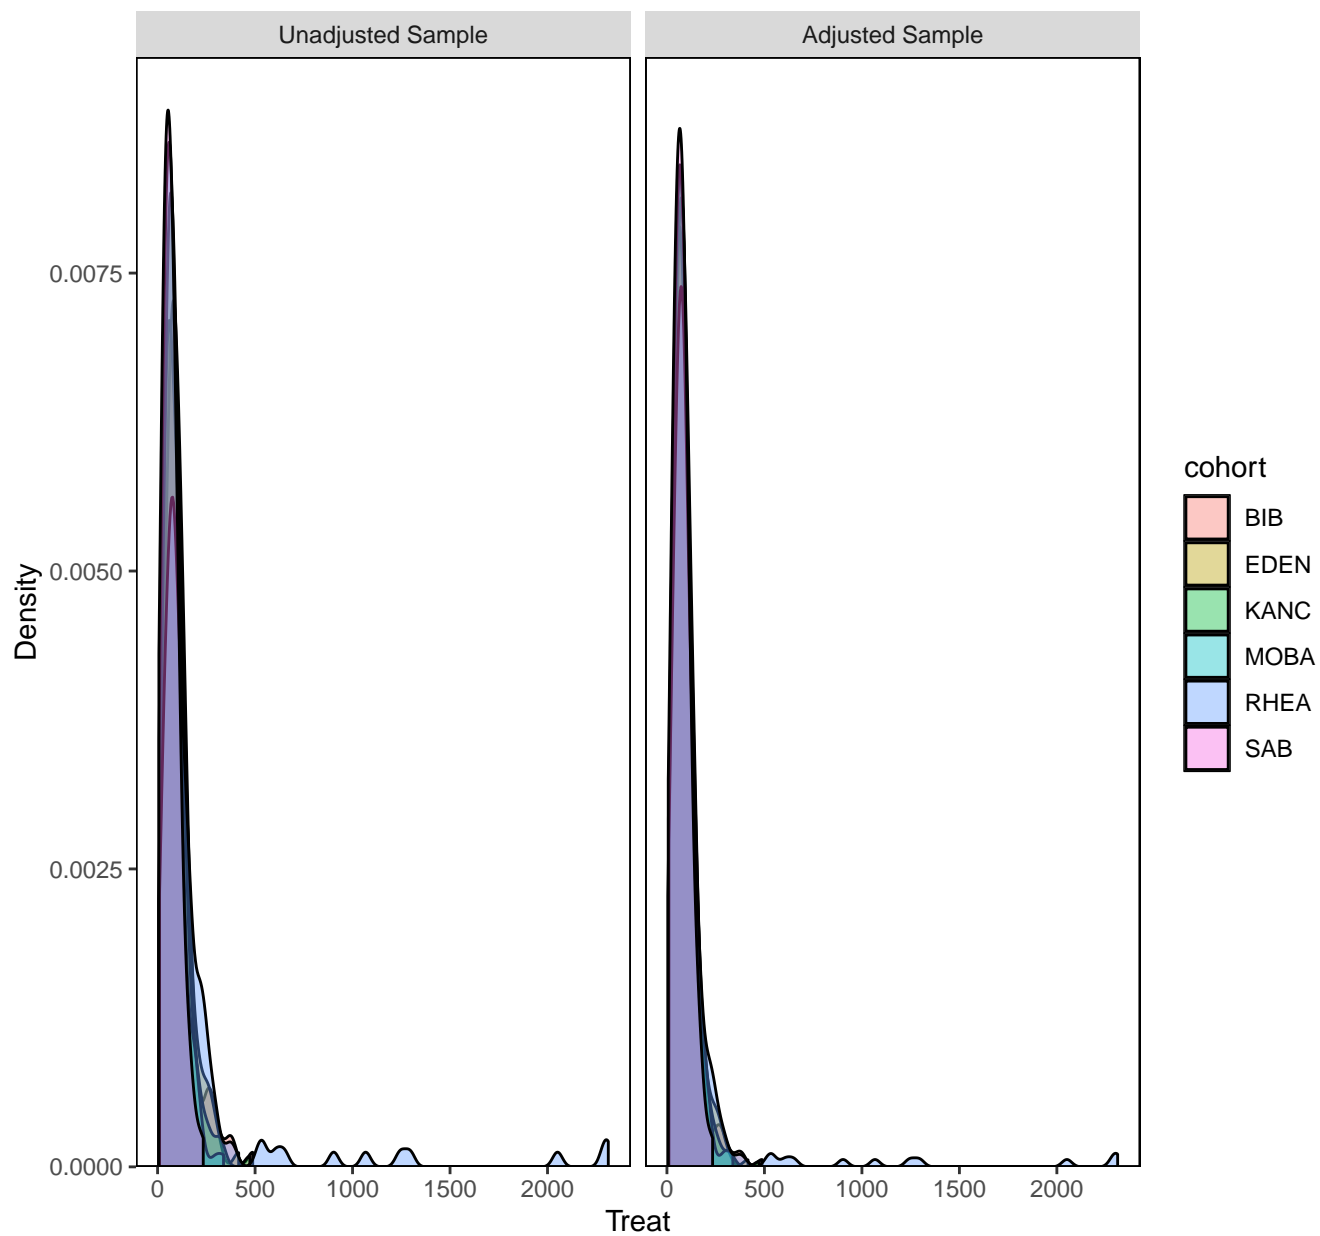 Unadjusted Sample
Adjusted Sample
Density
0.0075
0.0050
0.0025
0.0000
0 500 1000 1500 2000
0 500 1000 1500 2000
Treat
cohort
BIB
EDEN
KANC
MOBA
RHEA
SAB